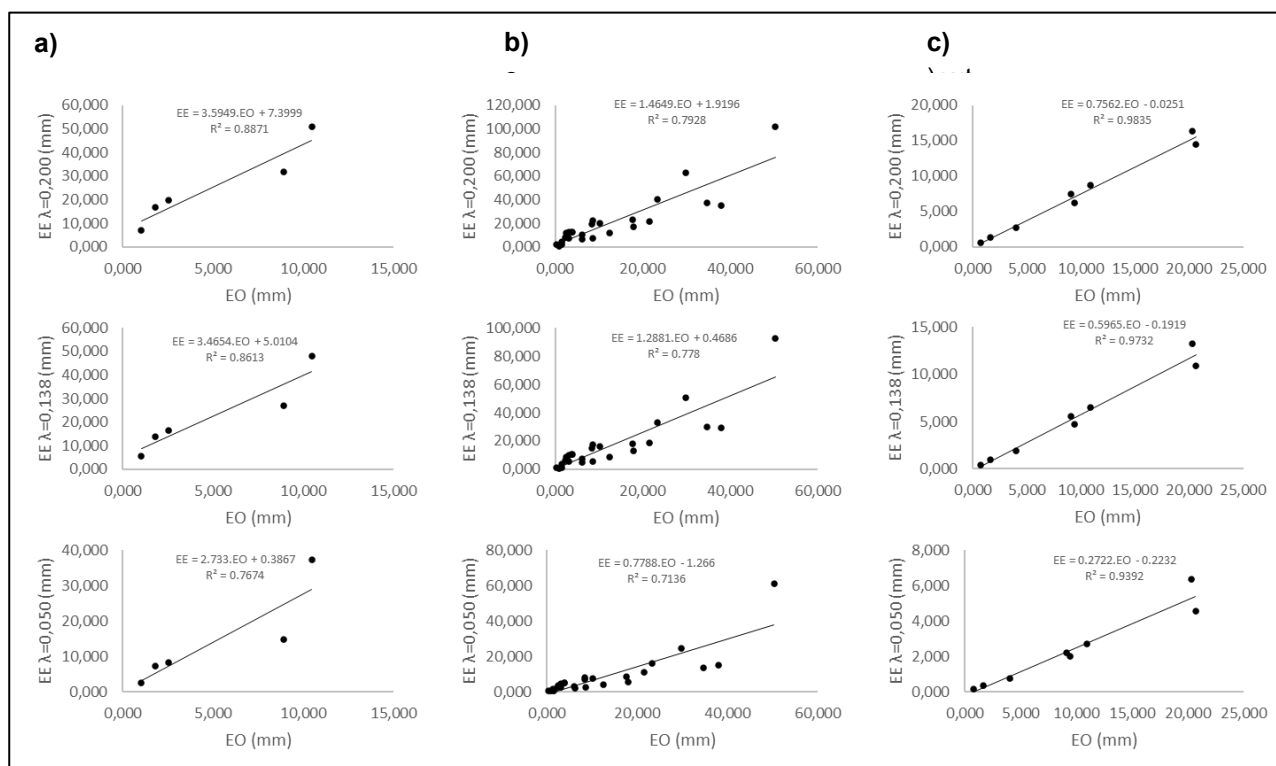 a)
b)
c)
60,000
50,000
40,000
30,000
20,000
10,000
0,000
EE λ=0,200 (mm)
EE = 3.5949.EO + 7.3999
R² = 0.8871
0,000 5,000 10,000 15,000
EO (mm)
120,000
100,000
80,000
60,000
40,000
20,000
0,000
EE λ=0,200 (mm)
EE = 1.4649.EO + 1.9196
R² = 0.7928
0,000 20,000 40,000 60,000
EO (mm)
20,000
15,000
10,000
5,000
0,000
EE λ=0,200 (mm)
EE = 0.7562.EO - 0.0251
R² = 0.9835
0,000 5,000 10,000 15,000 20,000 25,000
EO (mm)
60,000
50,000
40,000
30,000
20,000
10,000
0,000
EE λ=0,138 (mm)
EE = 3.4654.EO + 5.0104
R² = 0.8613
0,000 5,000 10,000 15,000
EO (mm)
100,000
80,000
60,000
40,000
20,000
0,000
EE λ=0,138 (mm)
EE = 1.2881.EO + 0.4686
R² = 0.778
0,000 20,000 40,000 60,000
EO (mm)
15,000
10,000
5,000
0,000
EE λ=0,138 (mm)
EE = 0.5965.EO - 0.1919
R² = 0.9732
0,000 5,000 10,000 15,000 20,000 25,000
EO (mm)
40,000
30,000
20,000
10,000
0,000
EE λ=0,050 (mm)
EE = 2.733.EO + 0.3867
R² = 0.7674
0,000 5,000 10,000 15,000
EO (mm)
80,000
60,000
40,000
20,000
0,000
EE λ=0,050 (mm)
EE = 0.7788.EO - 1.266
R² = 0.7136
0,000 20,000 40,000 60,000
EO (mm)
8,000
6,000
4,000
2,000
0,000
EE λ=0,050 (mm)
EE = 0.2722.EO - 0.2232
R² = 0.9392
0,000 5,000 10,000 15,000 20,000 25,000
EO (mm)